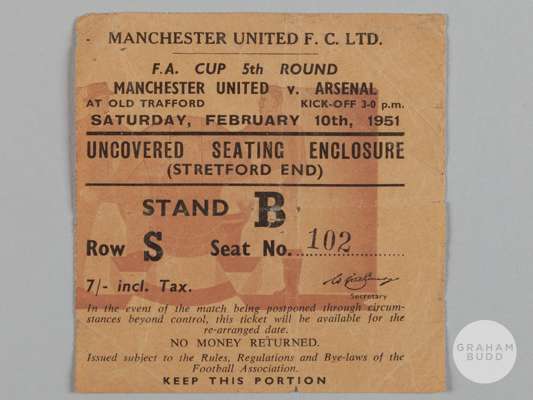 MANCHESTER UNITED F. C. LTD.
F.A. CUP 5TH ROUND
MANCHESTER UNITED v. ARSENAL
AT OLD TRAFFORD KICK-OFF 3-0 p.m.
SATURDAY, FEBRUARY 10th, 1951
UNCOVERED SEATING ENCLOSURE
(STRETFORD END)
STAND B
Row S Seat No. 102
7/- incl. Tax.
Secretary
In the event of the match being postponed through circum-
stances beyond control, this ticket will be available for the
re-arranged date.
NO MONEY RETURNED.
Issued subject to the Rules, Regulations and Bye-laws of the
Football Association.
KEEP THIS PORTION
GRAHAM
BUDD